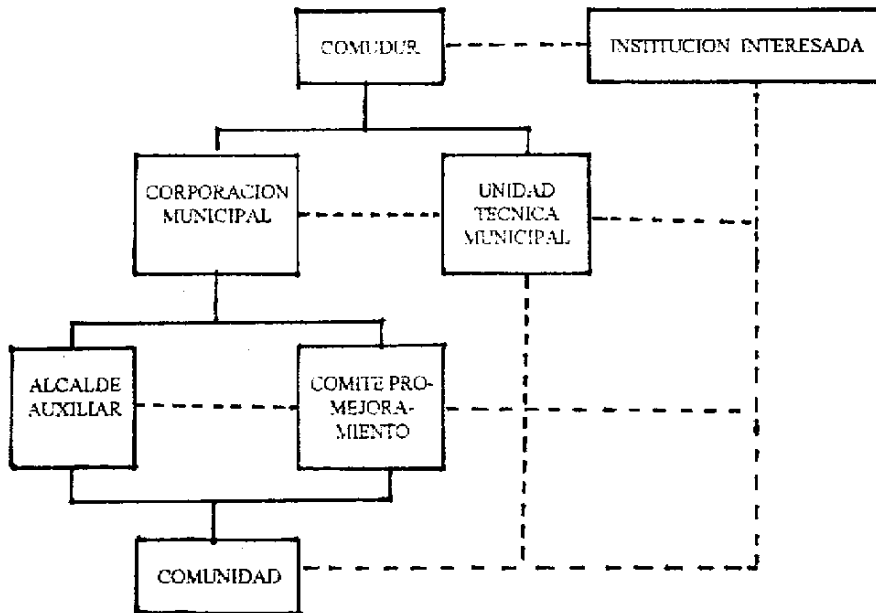 COMUDUR
INSTITUCION INTERESADA
CORPORACION
MUNICIPAL
UNIDAD
TECNICA
MUNICIPAL
ALCALDE
AUXILIAR
COMITE PRO-
MEJORA-
MIENTO
COMUNIDAD